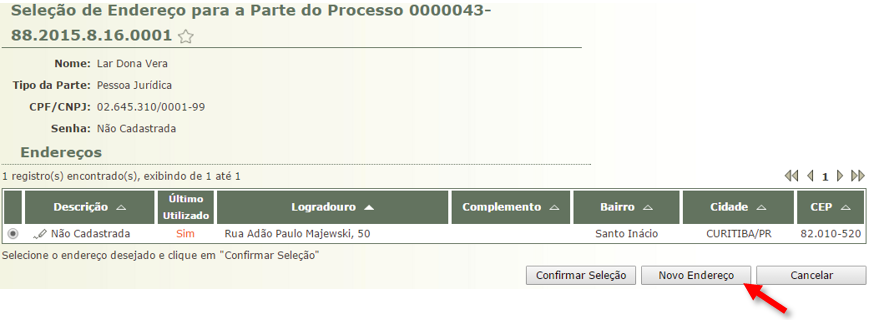 Seleção de Endereço para a Parte do Processo 0000043-
88.2015.8.16.0001
Nome: Lar Dona Vera
Tipo da Parte: Pessoa Jurídica
CPF/CNPJ: 02.645.310/0001-99
Senha: Não Cadastrada
Endereços
1 registro(s) encontrado(s), exibindo de 1 até 1
1
Descrição Último Utilizado Logradouro Complemento Bairro Cidade CEP
Não Cadastrada Sim Rua Adão Paulo Majewski, 50 Santo Inácio CURITIBA/PR 82.010-520
Selecione o endereço desejado e clique em "Confirmar Seleção"
Confirmar Seleção Novo Endereço Cancelar